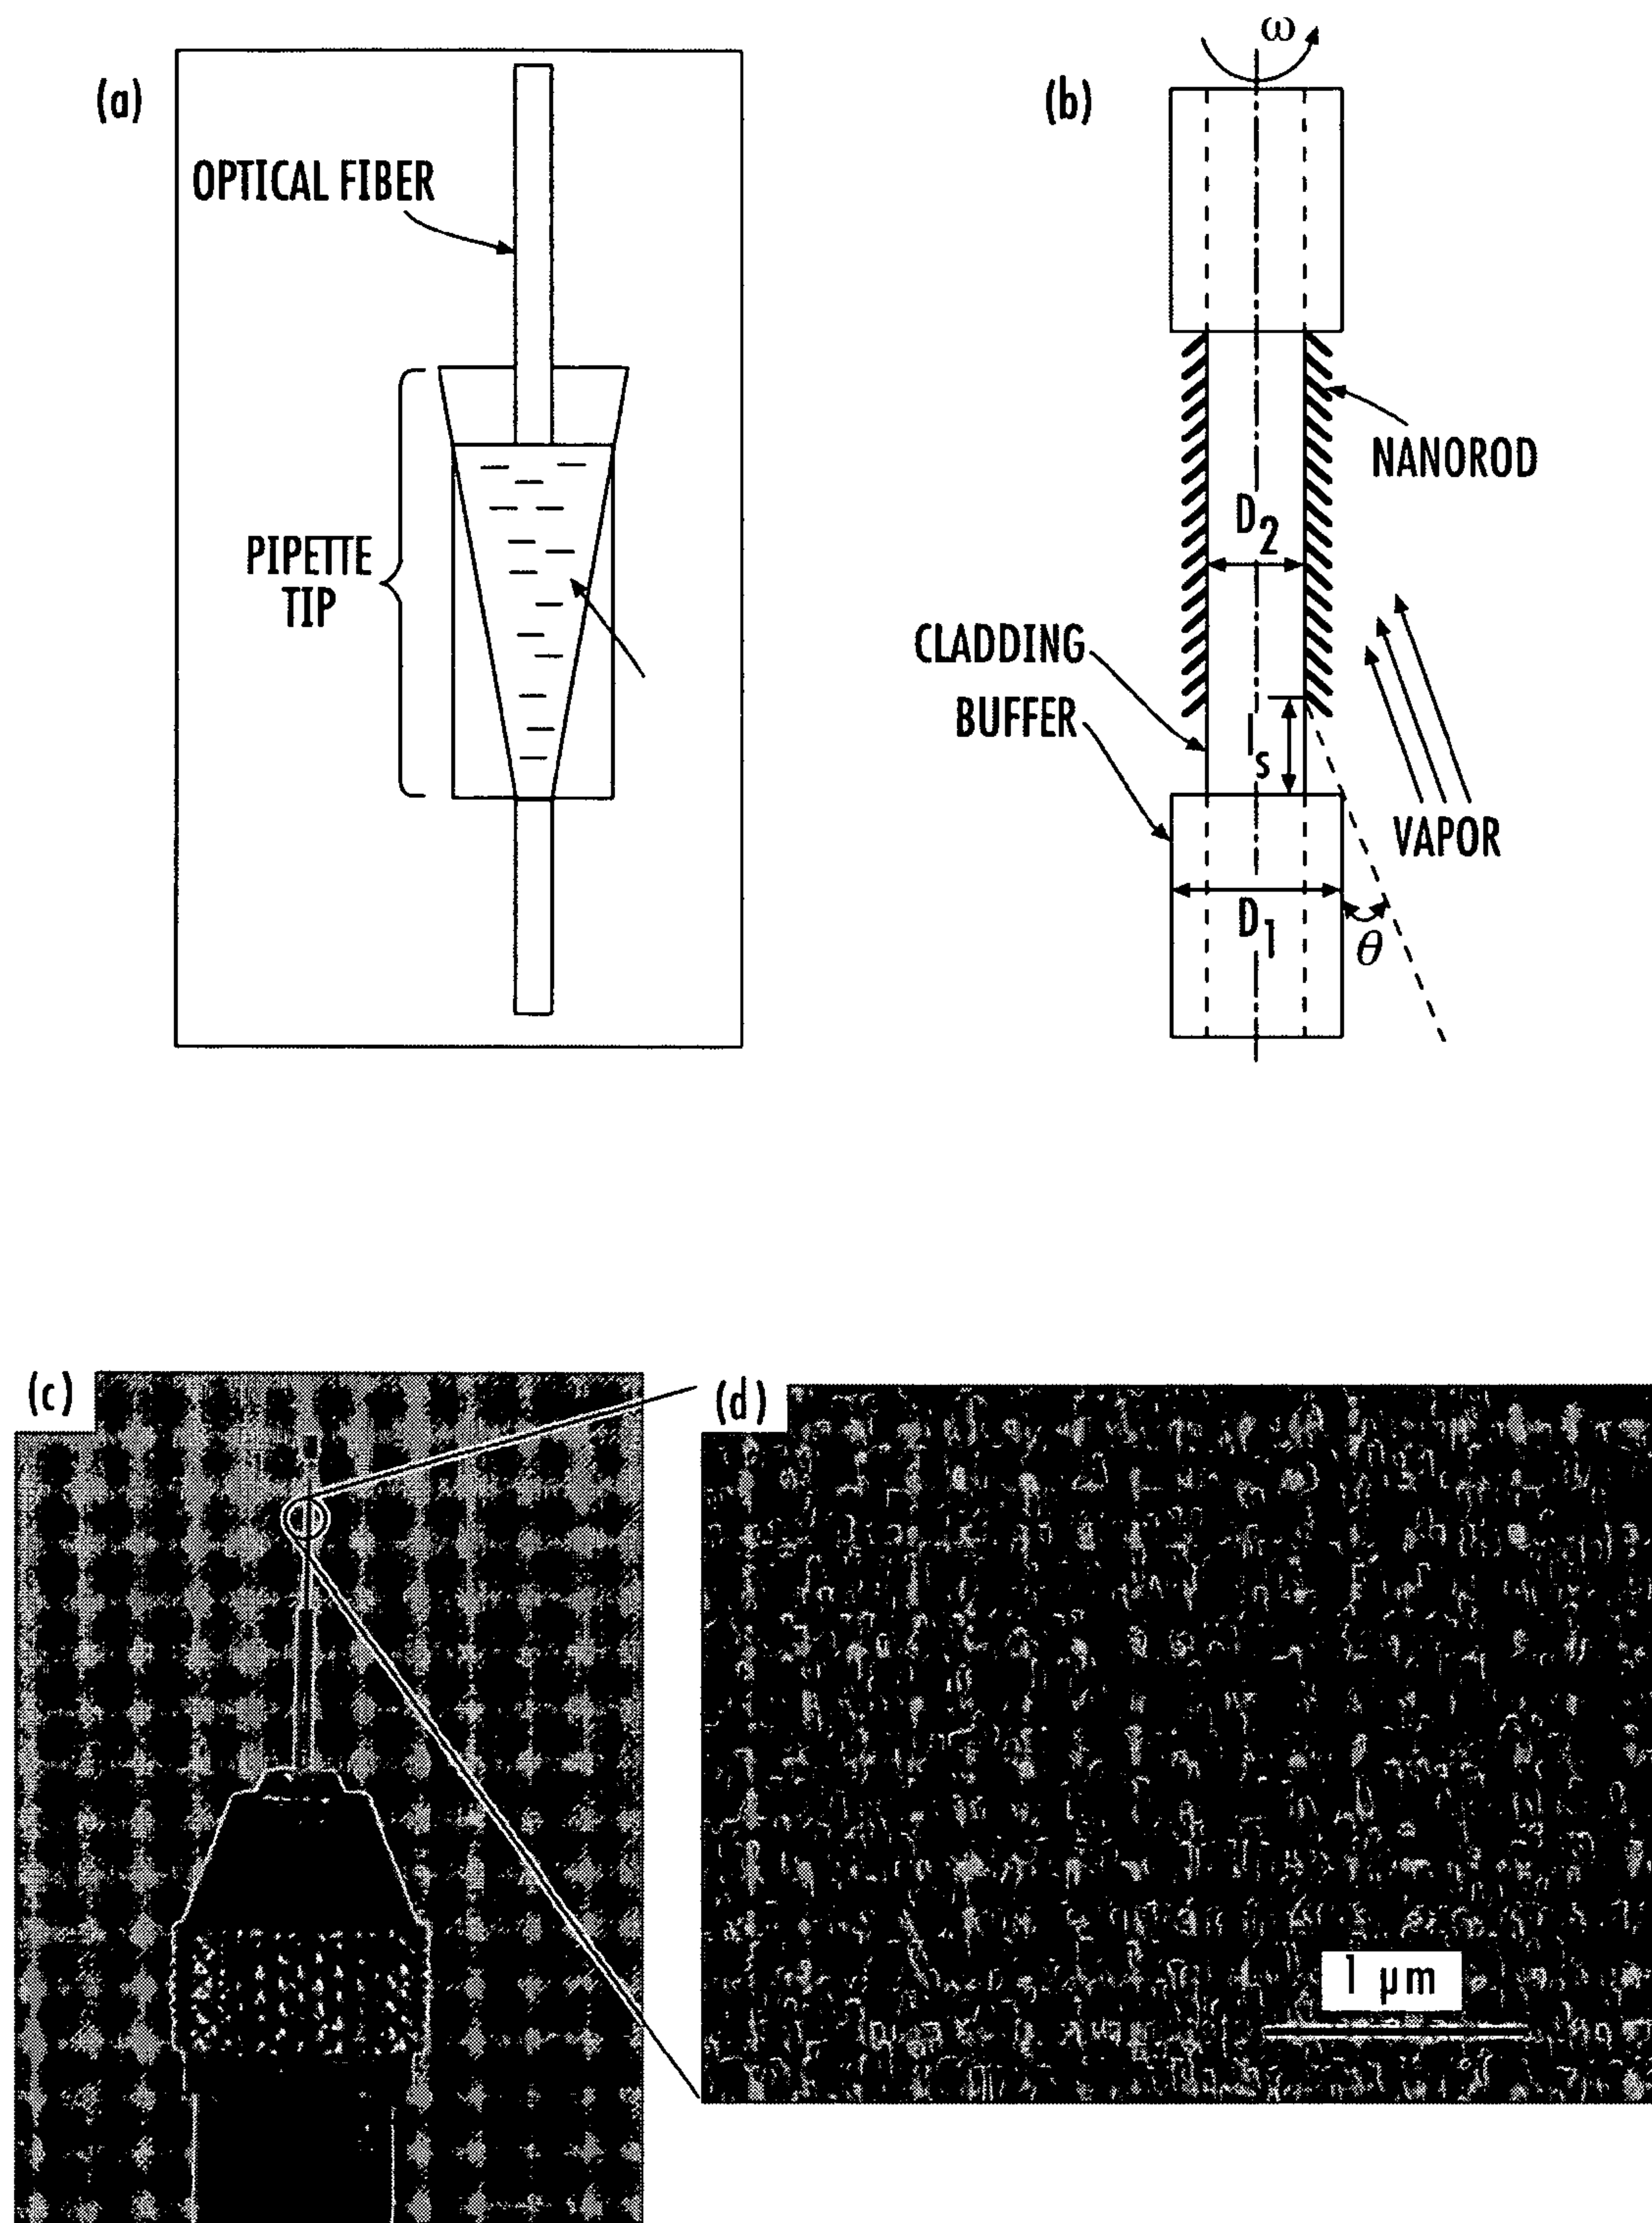 (a)
OPTICAL FIBER
PIPETTE
TIP
(b)
ω
NANOROD
D2
CLADDING
BUFFER
ls
VAPOR
D1
θ
(c)
(d)
1 μm